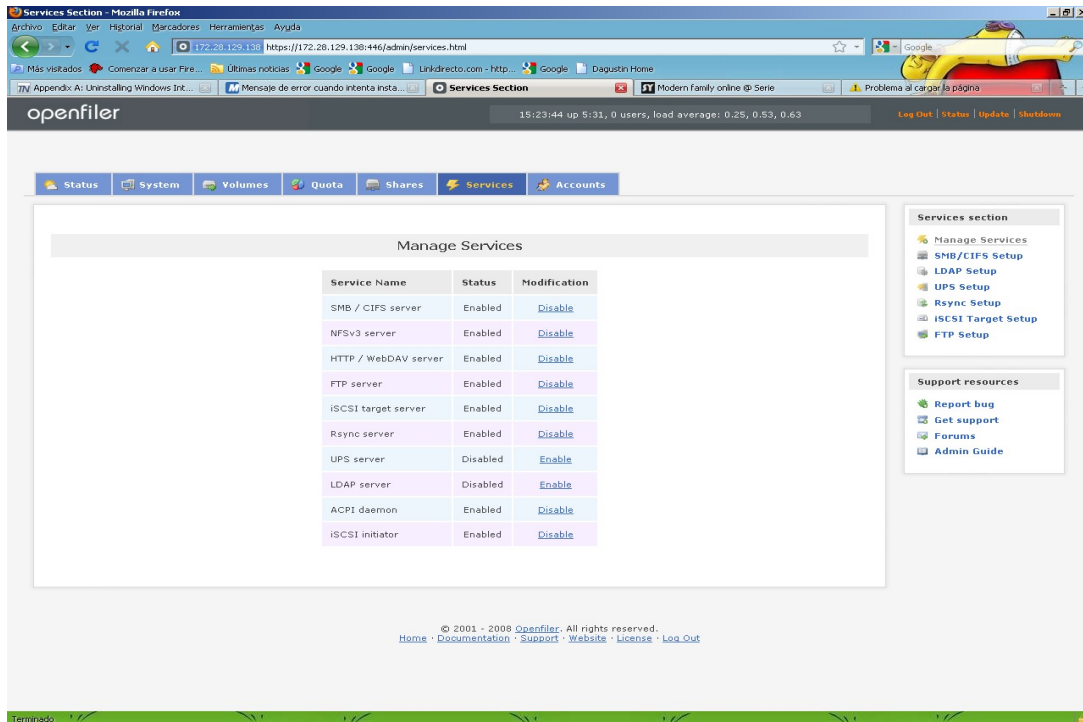 Services Section - Mozilla Firefox
Archivo Editar Ver Historial Marcadores Herramientas Ayuda
172.28.129.138 https://172.28.129.138:446/admin/services.html Google
Más visitados Comenzar a usar Fire... Últimas noticias Google Google Linkdirecto.com - http... Google Dagustin Home
Appendix A: Uninstalling Windows Int... Mensaje de error cuando intenta insta... Services Section Modern family online @ Serie Problema al cargar la página
openfiler 15:23:44 up 5:31, 0 users, load average: 0.25, 0.53, 0.63 Log Out | Status | Update | Shutdown
Status System Volumes Quota Shares Services Accounts
Manage Services
Service Name Status Modification
SMB / CIFS server Enabled Disable
NFSv3 server Enabled Disable
HTTP / WebDAV server Enabled Disable
FTP server Enabled Disable
iSCSI target server Enabled Disable
Rsync server Enabled Disable
UPS server Disabled Enable
LDAP server Disabled Enable
ACPI daemon Enabled Disable
iSCSI initiator Enabled Disable
Services section
Manage Services
SMB/CIFS Setup
LDAP Setup
UPS Setup
Rsync Setup
iSCSI Target Setup
FTP Setup
Support resources
Report bug
Get support
Forums
Admin Guide
© 2001 - 2008 Openfiler. All rights reserved.
Home · Documentation · Support · Website · License · Log Out
Terminado